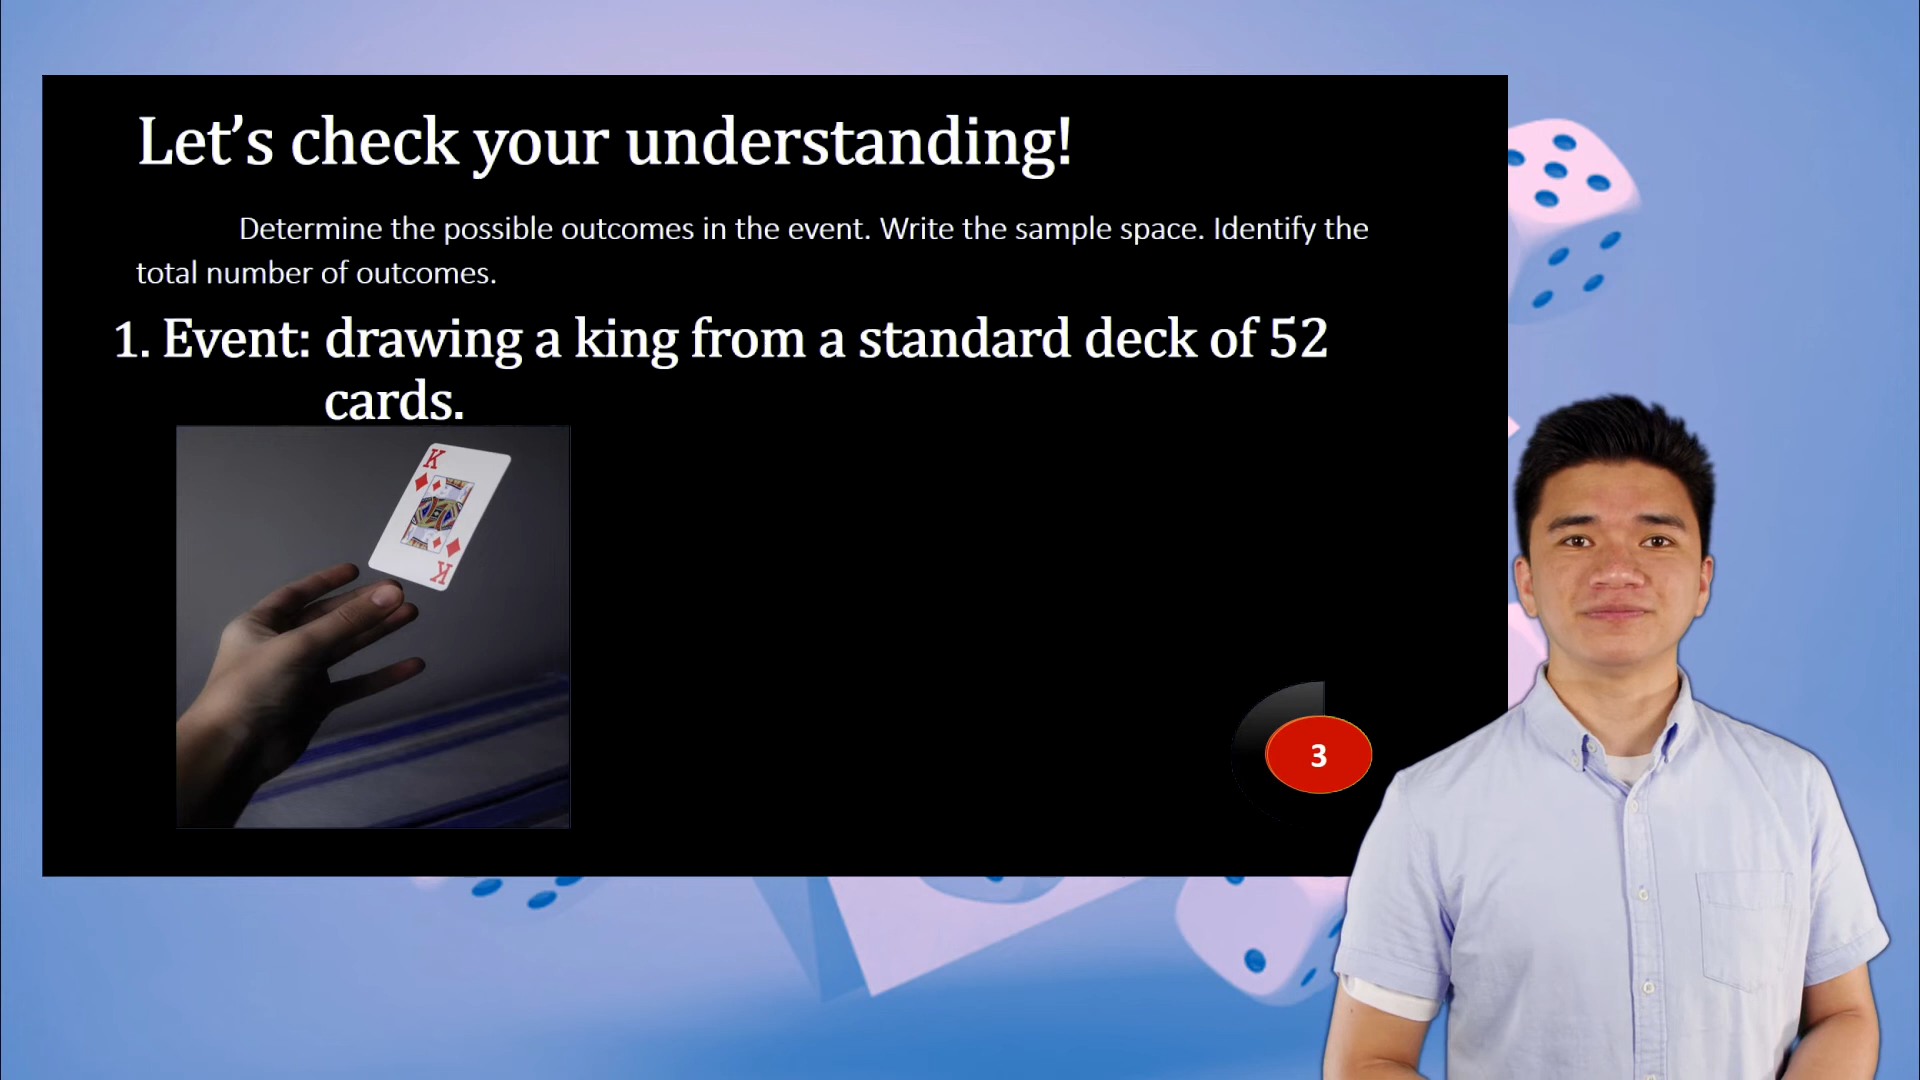 Let’s check your understanding!
Determine the possible outcomes in the event. Write the sample space. Identify the
total number of outcomes.
1. Event: drawing a king from a standard deck of 52
cards.
K
K
3